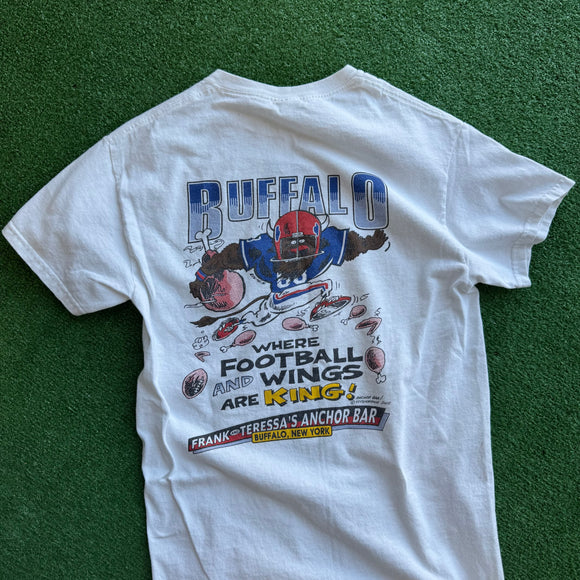 BUFFALO
WHERE
FOOTBALL
AND WINGS
ARE KING!
FRANK AND TERESSA'S ANCHOR BAR
BUFFALO, NEW YORK